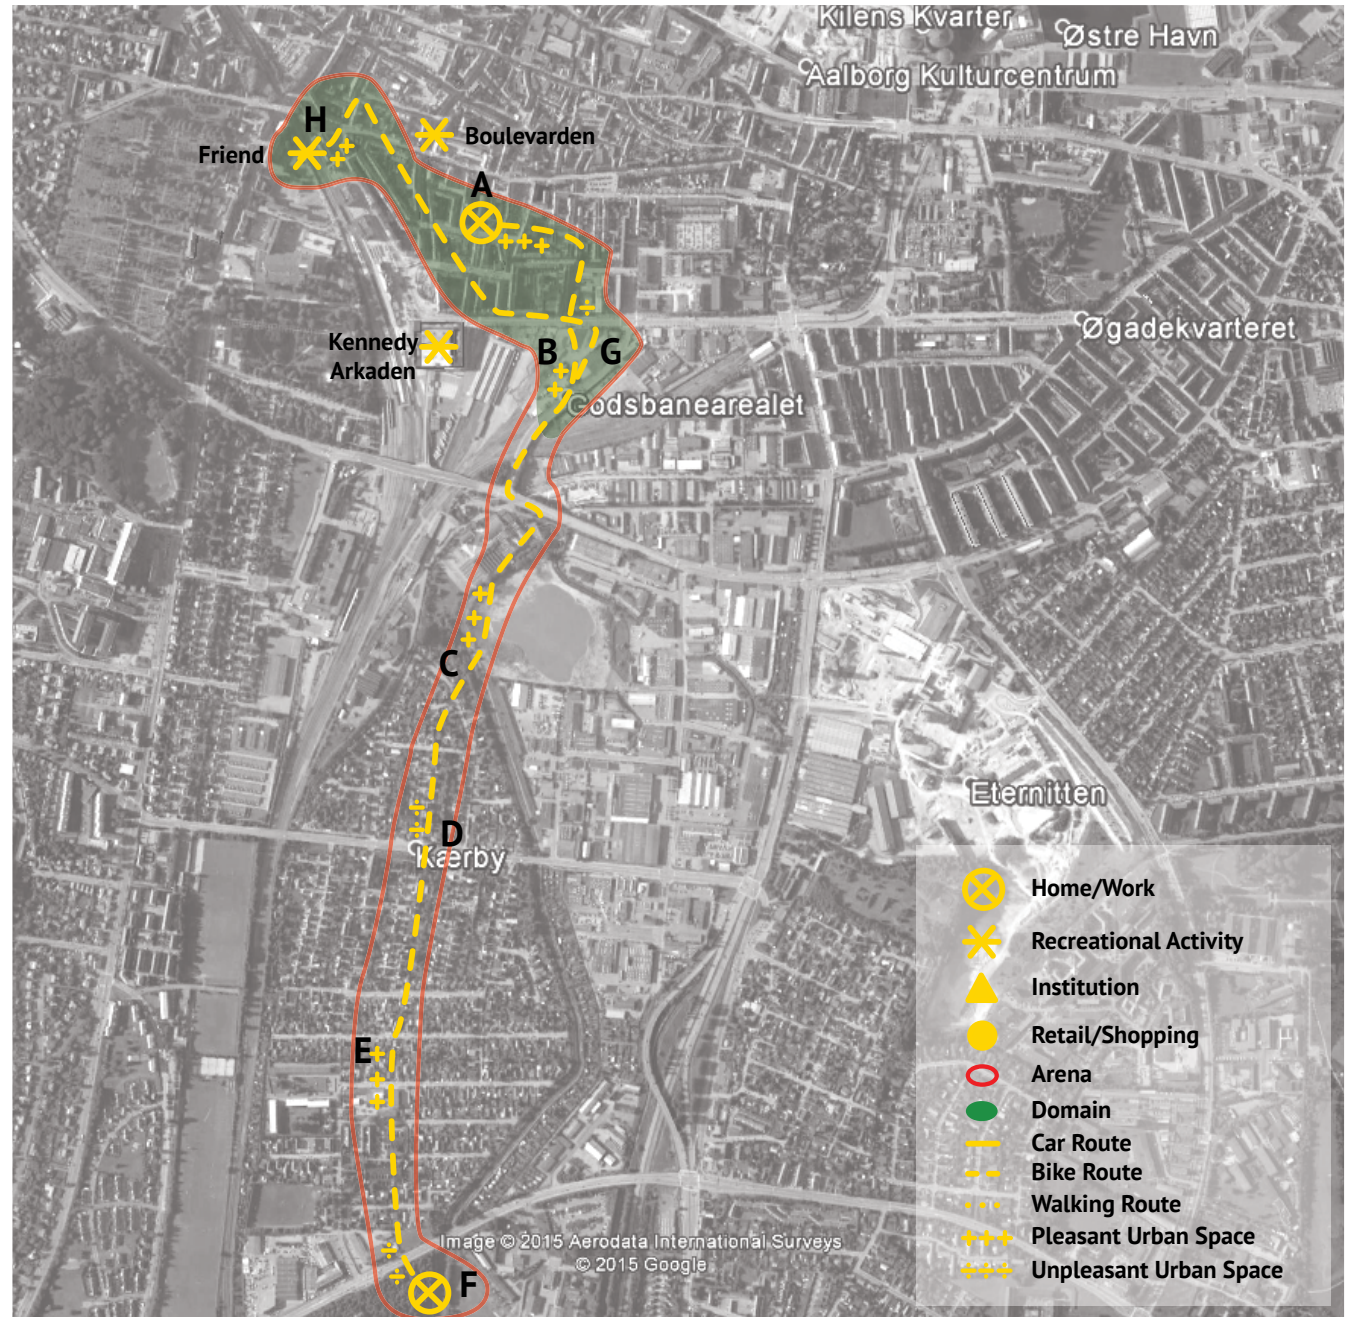 Kilens Kvarter
Østre Havn
Aalborg Kulturcentrum
H
Boulevarden
Friend
A
Øgadekvarteret
Kennedy
Arkaden
B
G
Godsbanearealet
C
Eternitten
D
Kærby
E
F
Image © 2015 Aerodata International Surveys
© 2015 Google
Home/Work
Recreational Activity
Institution
Retail/Shopping
Arena
Domain
Car Route
Bike Route
Walking Route
Pleasant Urban Space
Unpleasant Urban Space